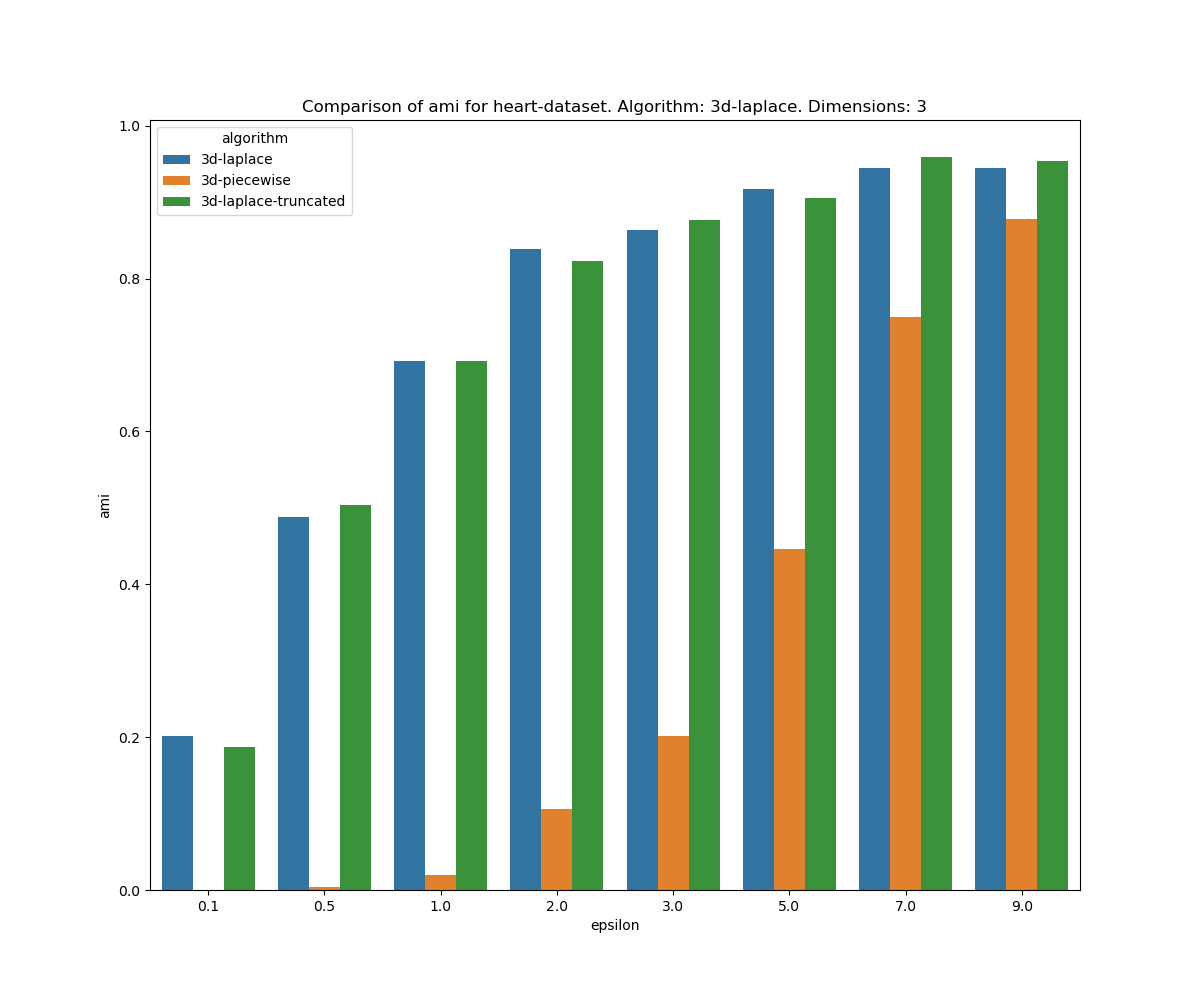 Comparison of ami for heart-dataset. Algorithm: 3d-laplace. Dimensions: 3
algorithm
3d-laplace
3d-piecewise
3d-laplace-truncated
1.0
0.8
0.6
0.4
0.2
0.0
ami
0.1 0.5 1.0 2.0 3.0 5.0 7.0 9.0
epsilon